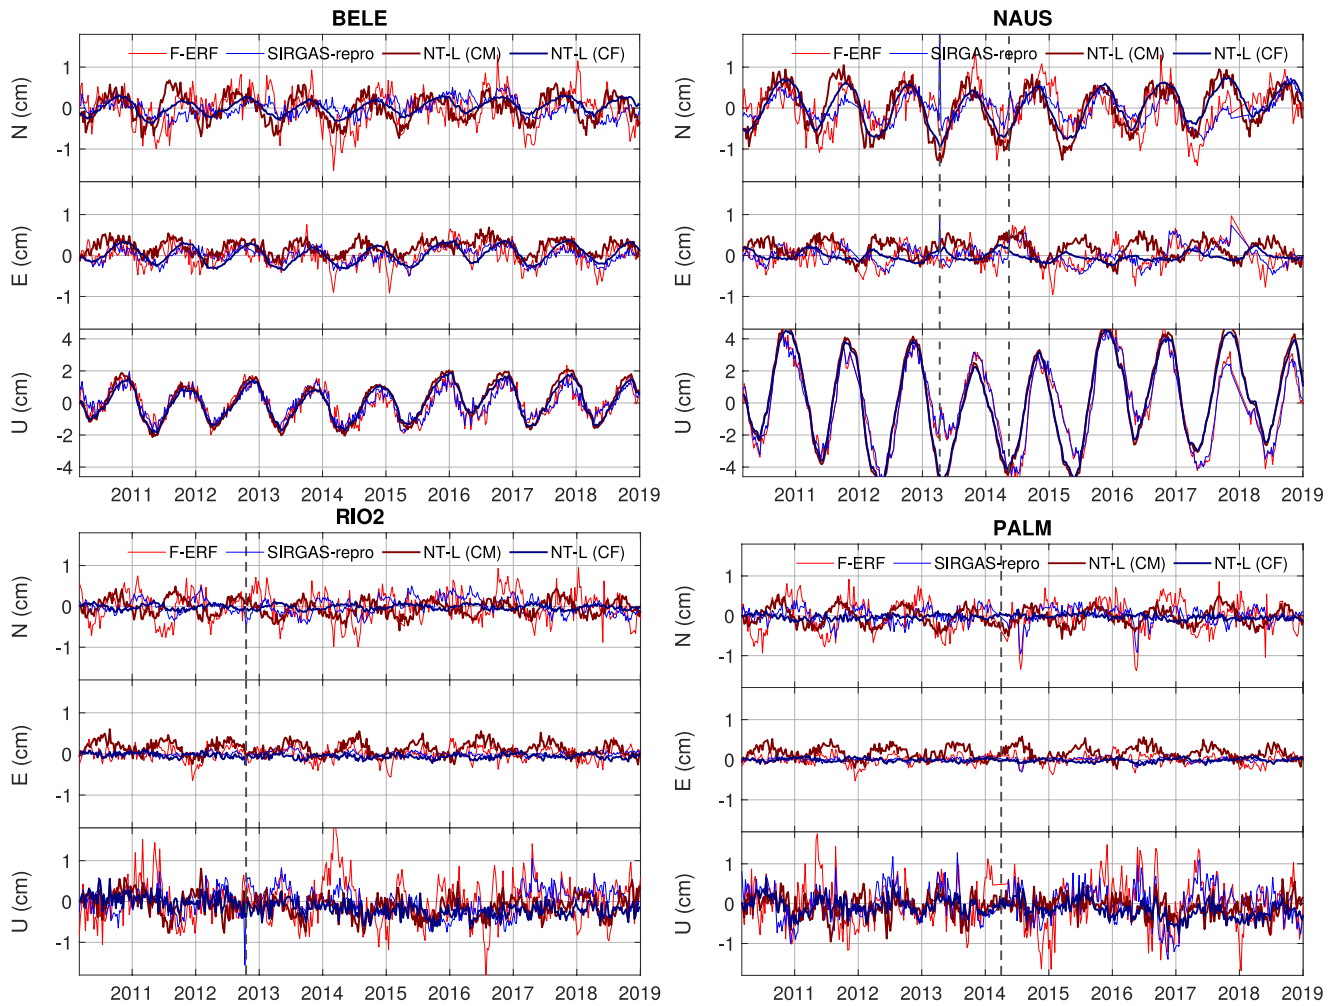 BELE
F-ERF SIRGAS-repro NT-L (CM) NT-L (CF)
N (cm)
1
0
-1
E (cm)
1
0
-1
U (cm)
4
2
0
-2
-4
2011 2012 2013 2014 2015 2016 2017 2018 2019
NAUS
F-ERF SIRGAS-repro NT-L (CM) NT-L (CF)
N (cm)
1
0
-1
E (cm)
1
0
-1
U (cm)
4
2
0
-2
-4
2011 2012 2013 2014 2015 2016 2017 2018 2019
RIO2
F-ERF SIRGAS-repro NT-L (CM) NT-L (CF)
N (cm)
1
0
-1
E (cm)
1
0
-1
U (cm)
1
0
-1
2011 2012 2013 2014 2015 2016 2017 2018 2019
PALM
F-ERF SIRGAS-repro NT-L (CM) NT-L (CF)
N (cm)
1
0
-1
E (cm)
1
0
-1
U (cm)
1
0
-1
2011 2012 2013 2014 2015 2016 2017 2018 2019